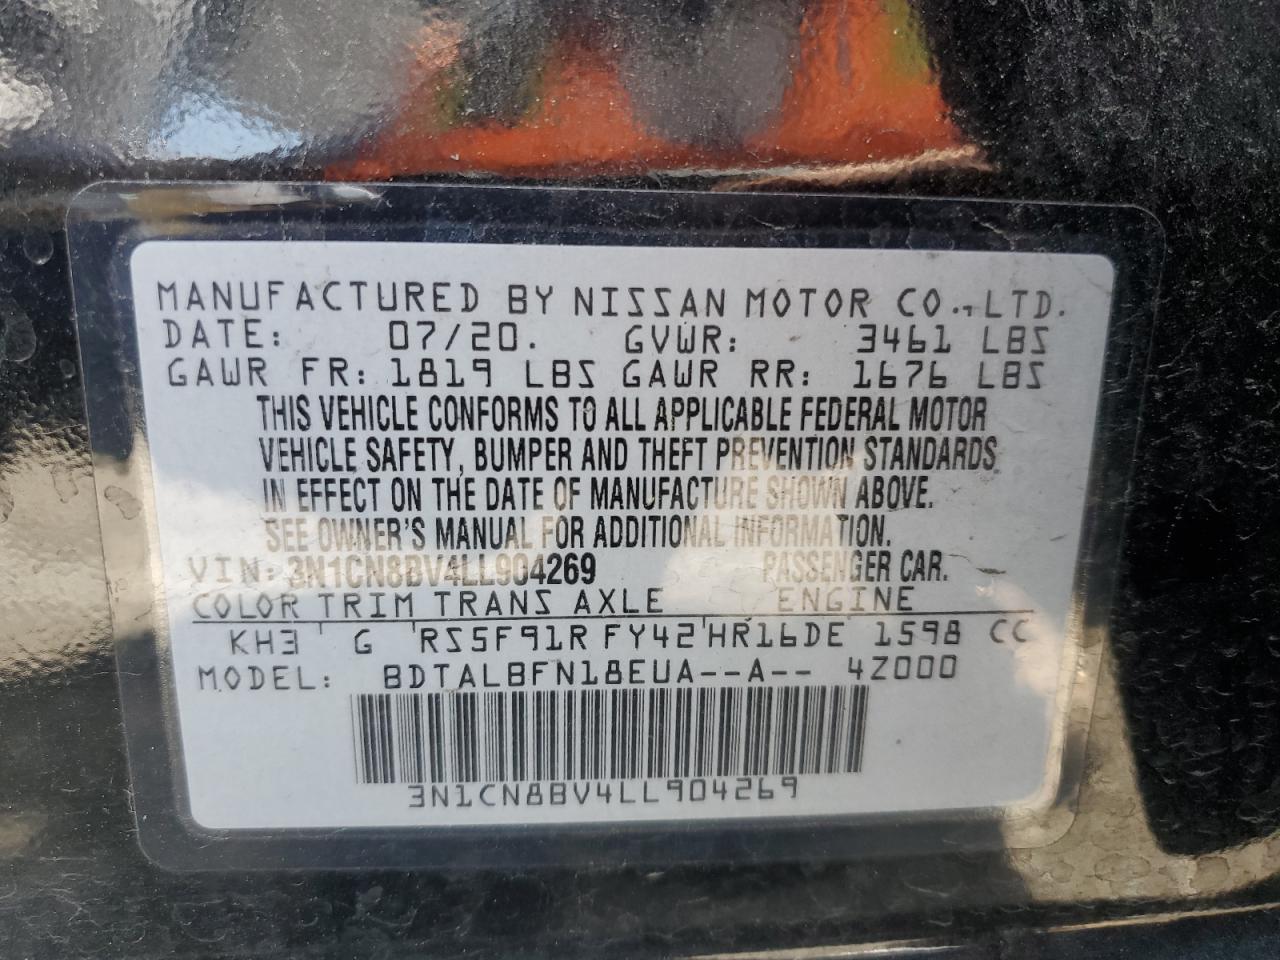 MANUFACTURED BY NISSAN MOTOR CO.,LTD.
DATE: 07/20. GVWR: 3461 LBS
GAWR FR: 1819 LBS GAWR RR: 1676 LBS
THIS VEHICLE CONFORMS TO ALL APPLICABLE FEDERAL MOTOR
VEHICLE SAFETY, BUMPER AND THEFT PREVENTION STANDARDS
IN EFFECT ON THE DATE OF MANUFACTURE SHOWN ABOVE.
SEE OWNER'S MANUAL FOR ADDITIONAL INFORMATION.
VIN: 3N1CN8BV4LL904269 PASSENGER CAR.
COLOR TRIM TRANS AXLE ENGINE
KH3 G RS5F91R FY42 HR16DE 1598 CC
MODEL: BDTALBFN18EUA--A-- 4Z000
3N1CN8BV4LL904269